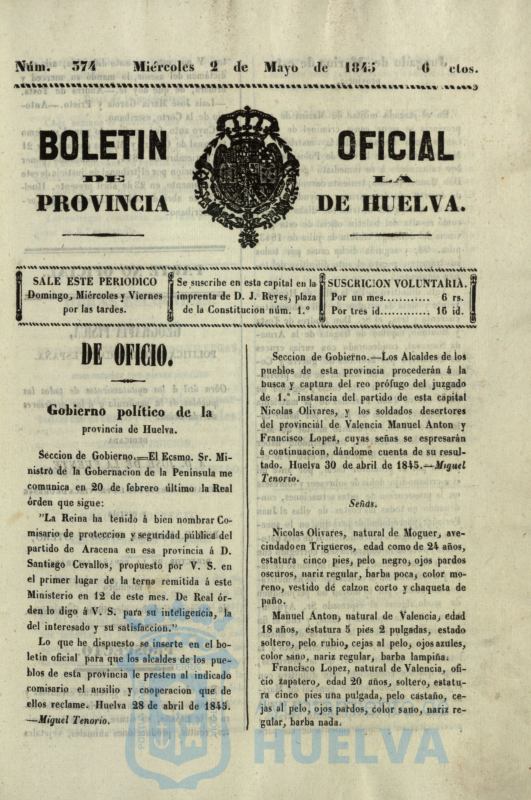 Núm. 374 Miércoles 2 de Mayo de 1845 6 ctos.
BOLETIN OFICIAL
DE LA
PROVINCIA DE HUELVA.
SALE ESTE PERIODICO
Domingo, Miércoles y Viernes
por las tardes.
Se suscribe en esta capital en la
imprenta de D. J. Reyes, plaza
de la Constitucion núm. 1.º
SUSCRICION VOLUNTARIA.
Por un mes............ 6 rs.
Por tres id............ 16 id.
DE OFICIO.
Gobierno político de la
provincia de Huelva.
Seccion de Gobierno.=El Ecsmo. Sr. Mi-
nistro de la Gobernacion de la Peninsula me
comunica en 20 de febrero último la Real
órden que sigue:
"La Reina ha tenido á bien nombrar Co-
misario de proteccion y seguridad pública del
partido de Aracena en esa provincia á D.
Santiago Cevallos, propuesto por V. S. en
el primer lugar de la terna remitida á este
Ministerio en 12 de este mes. De Real ór-
den lo digo á V. S. para su inteligencia, la
del interesado y su satisfaccion."
Lo que he dispuesto se inserte en el bo-
letin oficial para que los alcaldes de los pue-
blos de esta provincia le presten al indicado
comisario el ausilio y cooperacion que de
ellos reclame. Huelva 28 de abril de 1845.
—Miguel Tenorio.
Seccion de Gobierno.—Los Alcaldes de los
pueblos de esta provincia procederán á la
busca y captura del reo prófugo del juzgado
de 1.ª instancia del partido de esta capital
Nicolas Olivares, y los soldados desertores
del provincial de Valencia Manuel Anton y
Francisco Lopez, cuyas señas se espresarán
á continuacion, dándome cuenta de su resul-
tado. Huelva 30 de abril de 1845.—Miguel
Tenorio.
Señas.
Nicolas Olivares, natural de Moguer, ave-
cindado en Trigueros, edad como de 24 años,
estatura cinco pies, pelo negro, ojos pardos
oscuros, nariz regular, barba poca, color mo-
reno, vestido de calzon corto y chaqueta de
paño.
Manuel Anton, natural de Valencia, edad
18 años, estatura 5 pies 2 pulgadas, estado
soltero, pelo rubio, cejas al pelo, ojos azules,
color sano, nariz regular, barba lampiña.
Francisco Lopez, natural de Valencia, ofi-
cio zapatero, edad 20 años, soltero, estatu-
ra cinco pies una pulgada, pelo castaño, ce-
jas al pelo, ojos pardos, color sano, nariz re-
gular, barba nada.
HUELVA